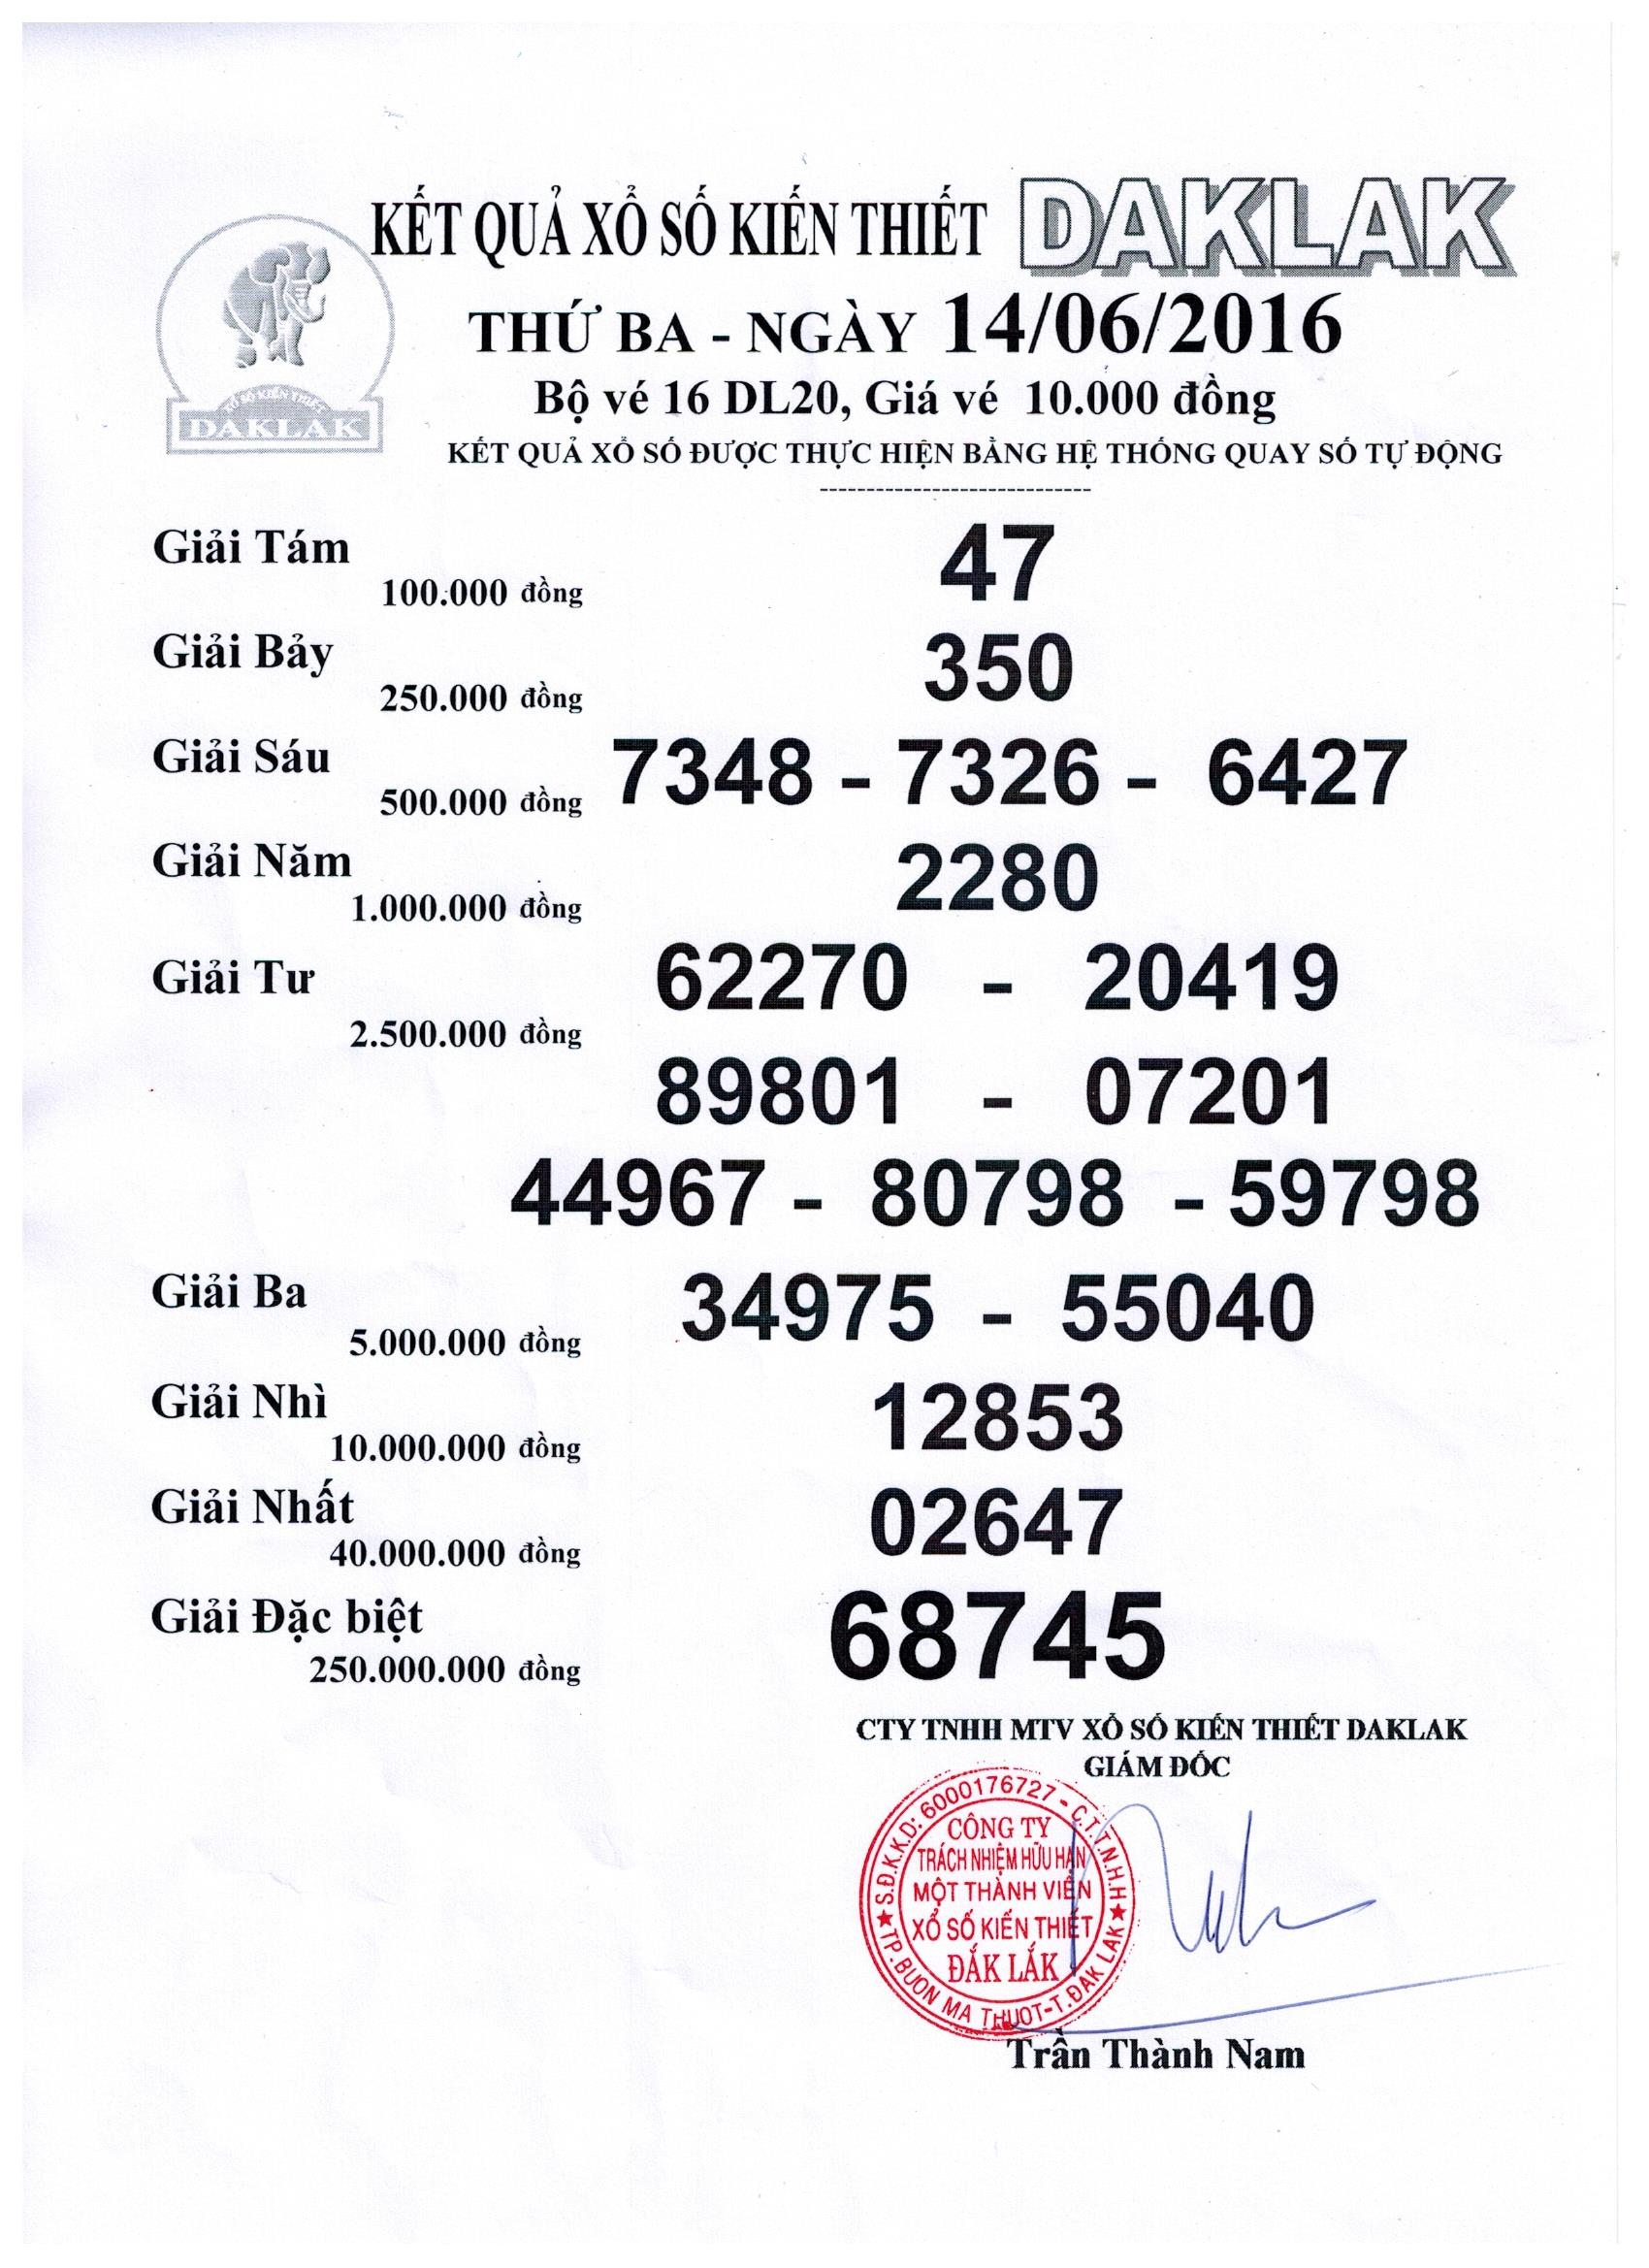 KẾT QUẢ XỔ SỐ KIẾN THIẾT DAKLAK
THỨ BA - NGÀY 14/06/2016
Bộ vé 16 DL20, Giá vé 10.000 đồng
XỔ SỐ KIẾN THIẾT
DAKLAK
KẾT QUẢ XỔ SỐ ĐƯỢC THỰC HIỆN BẰNG HỆ THỐNG QUAY SỐ TỰ ĐỘNG
-----------------------------
Giải Tám 47
100.000 đồng
Giải Bảy 350
250.000 đồng
Giải Sáu 7348 - 7326 - 6427
500.000 đồng
Giải Năm 2280
1.000.000 đồng
Giải Tư 62270 - 20419
2.500.000 đồng
89801 - 07201
44967 - 80798 - 59798
Giải Ba 34975 - 55040
5.000.000 đồng
Giải Nhì 12853
10.000.000 đồng
Giải Nhất 02647
40.000.000 đồng
Giải Đặc biệt 68745
250.000.000 đồng
CTY TNHH MTV XỔ SỐ KIẾN THIẾT DAKLAK
GIÁM ĐỐC
S.Đ.K.K.D: 6000176727 - C.T.T.N.H.H
CÔNG TY
TRÁCH NHIỆM HỮU HẠN
MỘT THÀNH VIÊN
XỔ SỐ KIẾN THIẾT
ĐẮK LẮK
★ TP.BUÔN MA THUỘT-T.ĐẮK LẮK ★
Trần Thành Nam